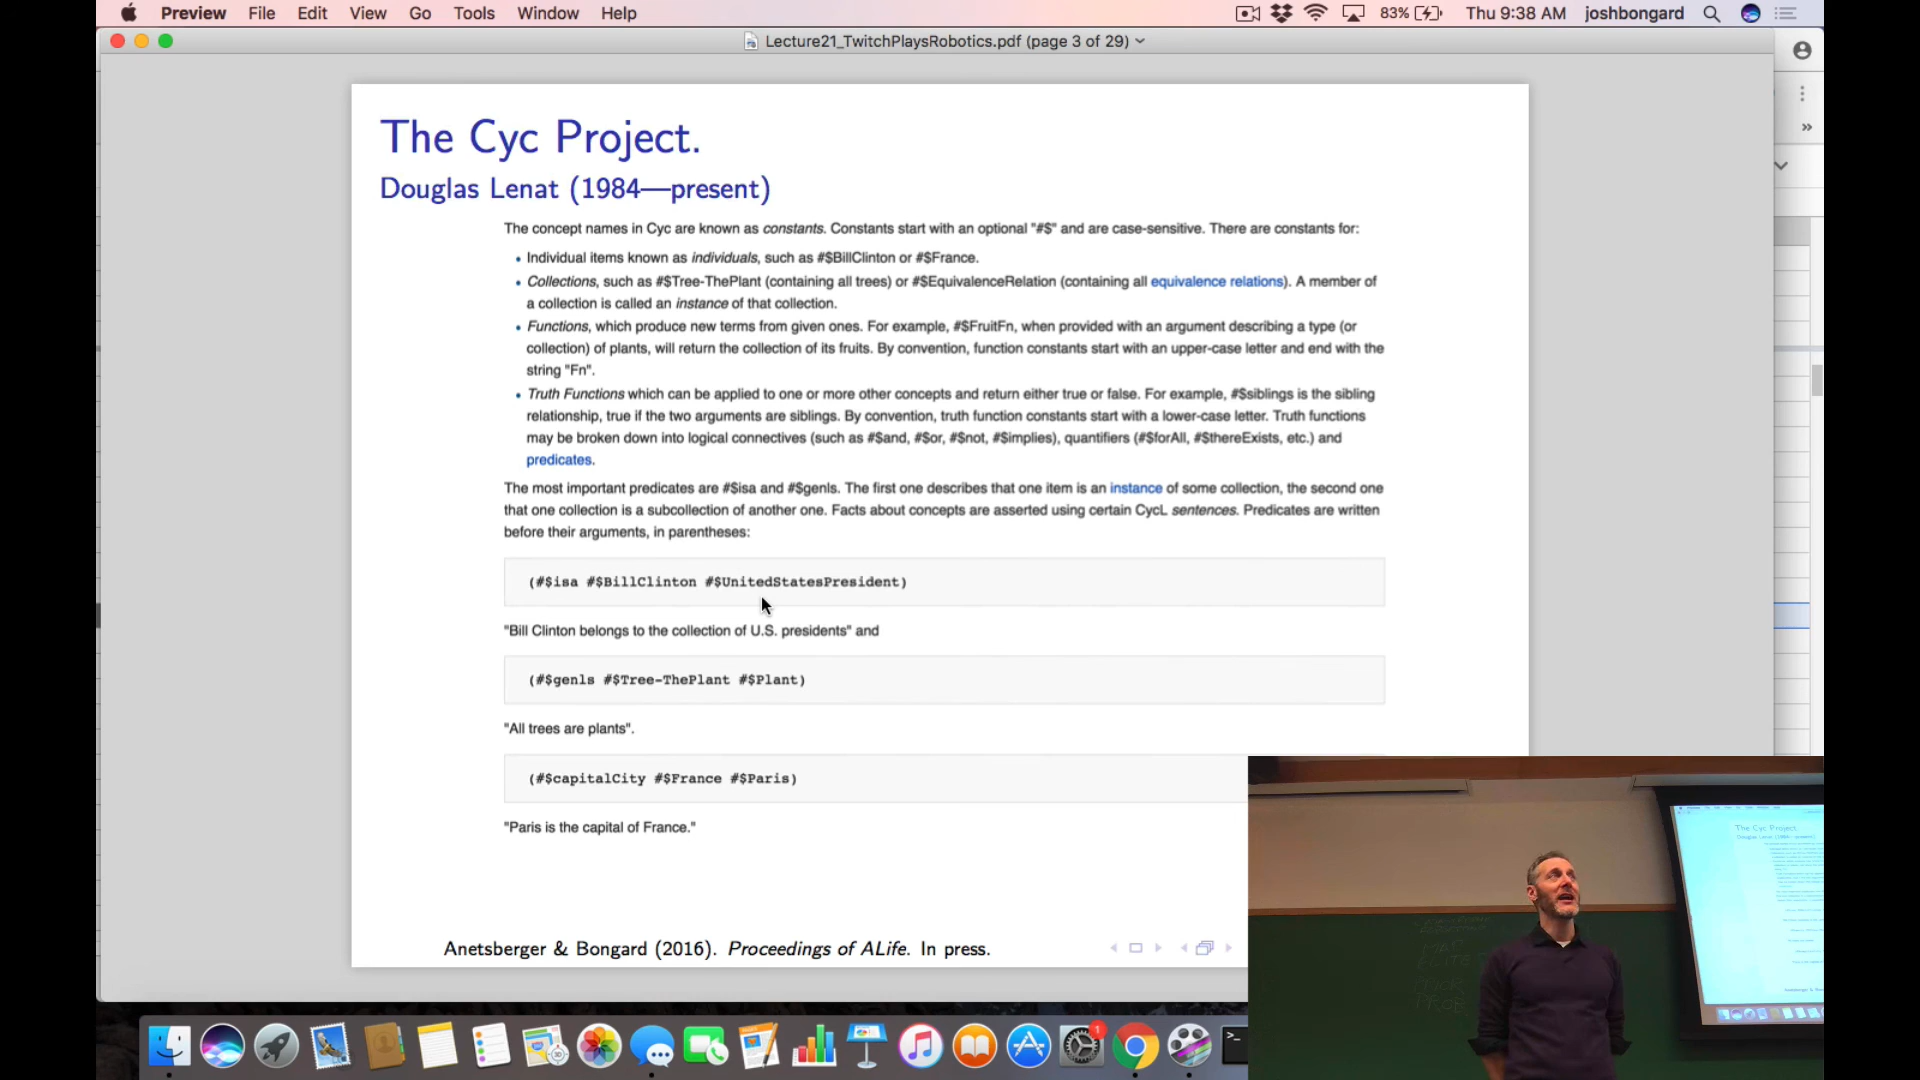 Preview File Edit View Go Tools Window Help 83% Thu 9:38 AM joshbongard
Lecture21_TwitchPlaysRobotics.pdf (page 3 of 29)
The Cyc Project.
Douglas Lenat (1984—present)
The concept names in Cyc are known as constants. Constants start with an optional "#$" and are case-sensitive. There are constants for:
• Individual items known as individuals, such as #$BillClinton or #$France.
• Collections, such as #$Tree-ThePlant (containing all trees) or #$EquivalenceRelation (containing all equivalence relations). A member of
a collection is called an instance of that collection.
• Functions, which produce new terms from given ones. For example, #$FruitFn, when provided with an argument describing a type (or
collection) of plants, will return the collection of its fruits. By convention, function constants start with an upper-case letter and end with the
string "Fn".
• Truth Functions which can be applied to one or more other concepts and return either true or false. For example, #$siblings is the sibling
relationship, true if the two arguments are siblings. By convention, truth function constants start with a lower-case letter. Truth functions
may be broken down into logical connectives (such as #$and, #$or, #$not, #$implies), quantifiers (#$forAll, #$thereExists, etc.) and
predicates.
The most important predicates are #$isa and #$genls. The first one describes that one item is an instance of some collection, the second one
that one collection is a subcollection of another one. Facts about concepts are asserted using certain CycL sentences. Predicates are written
before their arguments, in parentheses:
(#$isa #$BillClinton #$UnitedStatesPresident)
"Bill Clinton belongs to the collection of U.S. presidents" and
(#$genls #$Tree-ThePlant #$Plant)
"All trees are plants".
(#$capitalCity #$France #$Paris)
"Paris is the capital of France."
Anetsberger & Bongard (2016). Proceedings of ALife. In press.
The Cyc Project.
Douglas Lenat (1984—present)